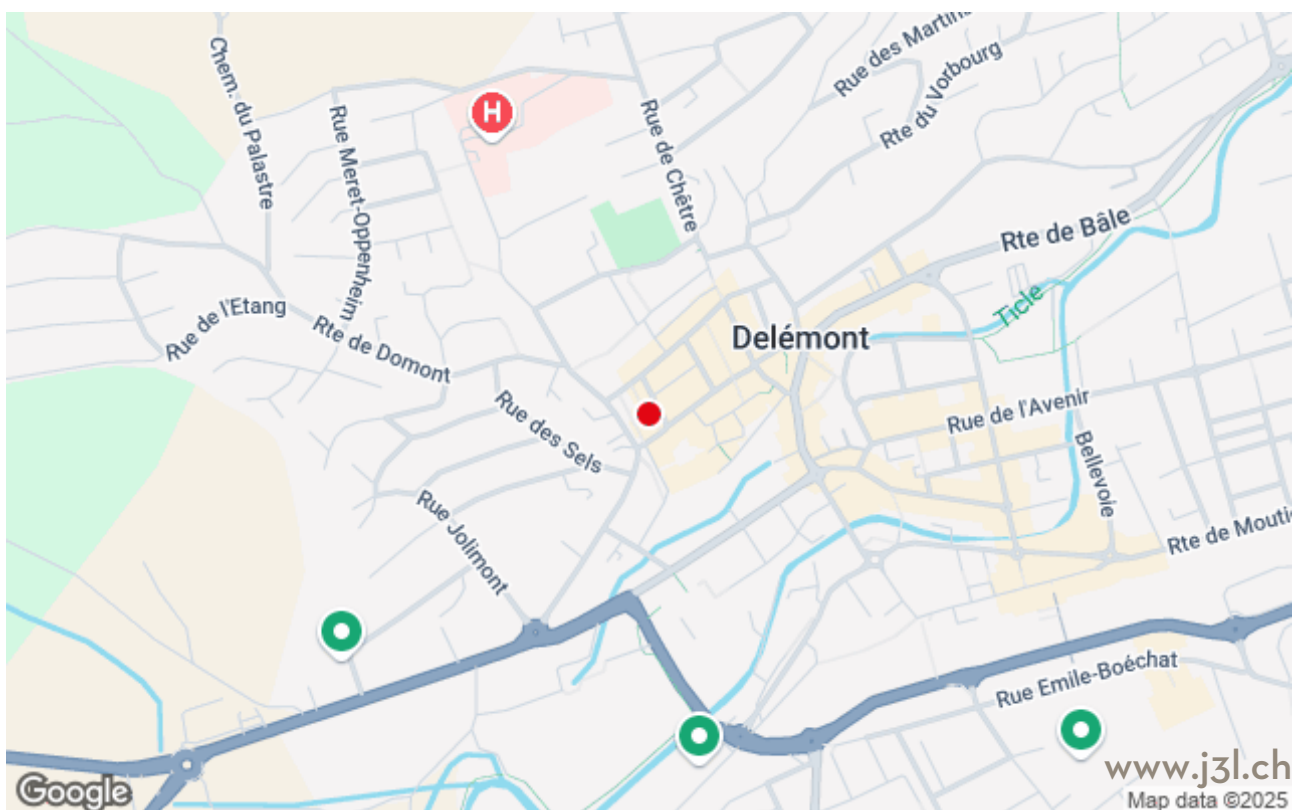 Rue des Martins
Chem. du Palastre
Rte du Vorbourg
H
Rue Meret-Oppenheim
Rue de Chêtre
Rte de Bâle
Ticle
Rue de l'Etang
Delémont
Rte de Domont
Rue de l'Avenir
Rue des Sels
Bellevoie
Rue Jolimont
Rte de Moutie
Rue Emile-Boéchat
www.j3l.ch
Google
Map data ©2025